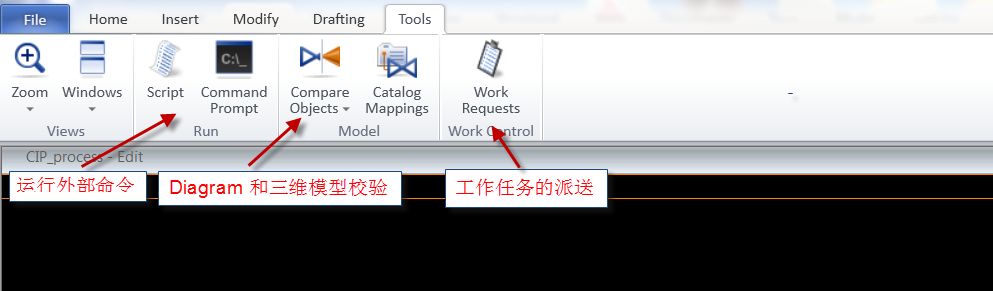 File Home Insert Modify Drafting Tools
Zoom Windows Script Command Prompt Compare Objects Catalog Mappings Work Requests
Views Run Model Work Control
CIP_process - Edit
运行外部命令 Diagram 和三维模型校验 工作任务的派送